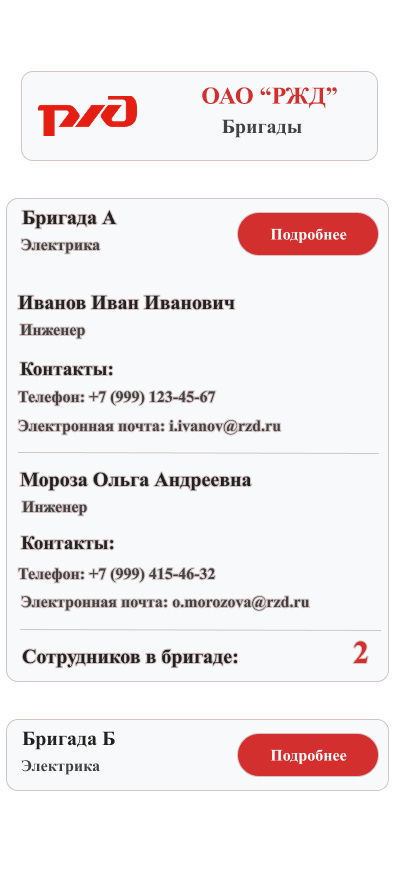 ржд
ОАО “РЖД”
Бригады
Бригада А
Электрика
Подробнее
Иванов Иван Иванович
Инженер
Контакты:
Телефон: +7 (999) 123-45-67
Электронная почта: i.ivanov@rzd.ru
Мороза Ольга Андреевна
Инженер
Контакты:
Телефон: +7 (999) 415-46-32
Электронная почта: o.morozova@rzd.ru
Сотрудников в бригаде: 2
Бригада Б
Электрика
Подробнее